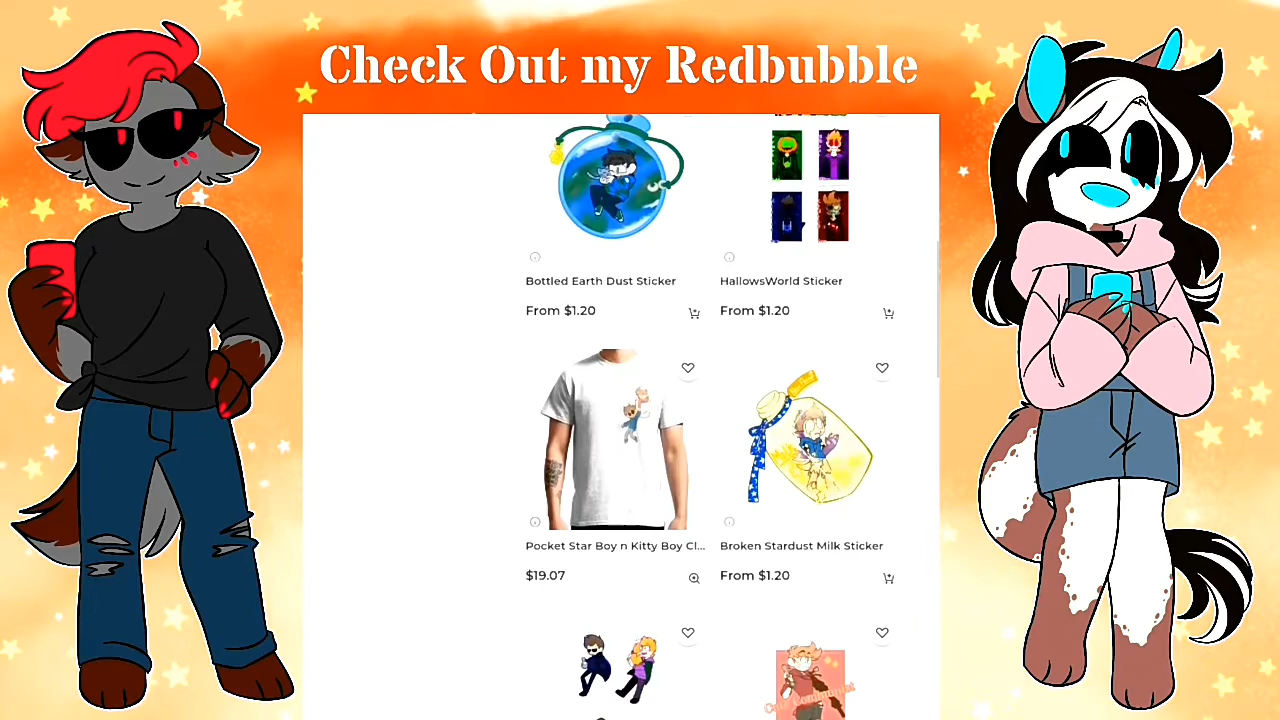 Check Out my Redbubble
Bottled Earth Dust Sticker
From $1.20
HallowsWorld Sticker
From $1.20
Pocket Star Boy n Kitty Boy Cl...
$19.07
Broken Stardust Milk Sticker
From $1.20